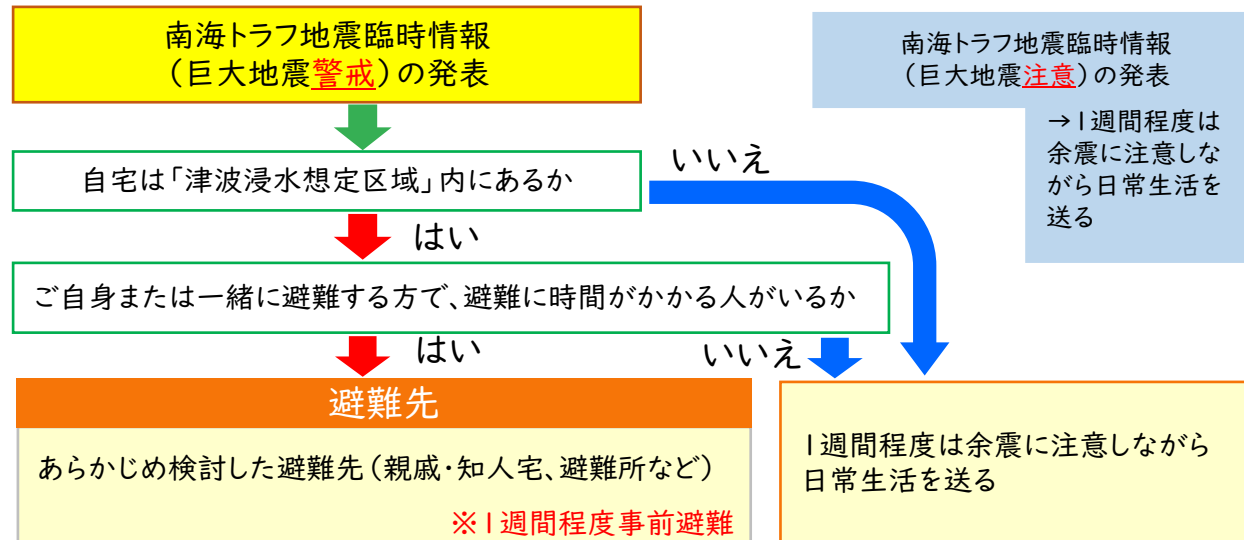 南海トラフ地震臨時情報
（巨大地震警戒）の発表
南海トラフ地震臨時情報
（巨大地震注意）の発表
→1週間程度は
余震に注意しな
がら日常生活を
送る
自宅は「津波浸水想定区域」内にあるか
いいえ
はい
ご自身または一緒に避難する方で、避難に時間がかかる人がいるか
はい
いいえ
避難先
あらかじめ検討した避難先（親戚・知人宅、避難所など）
※1週間程度事前避難
1週間程度は余震に注意しながら
日常生活を送る